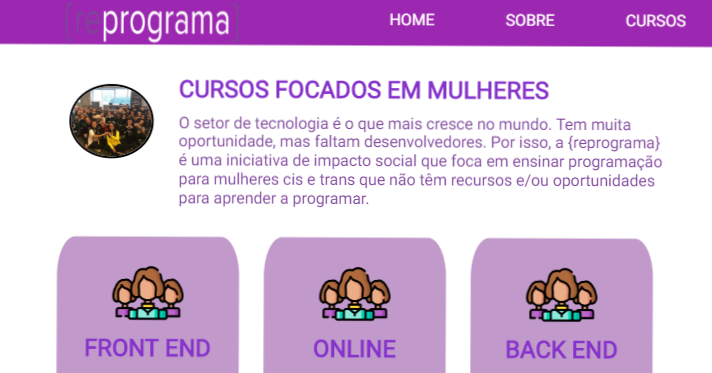 {reprograma}
HOME
SOBRE
CURSOS
CURSOS FOCADOS EM MULHERES
O setor de tecnologia é o que mais cresce no mundo. Tem muita
oportunidade, mas faltam desenvolvedores. Por isso, a {reprograma}
é uma iniciativa de impacto social que foca em ensinar programação
para mulheres cis e trans que não têm recursos e/ou oportunidades
para aprender a programar.
FRONT END
ONLINE
BACK END